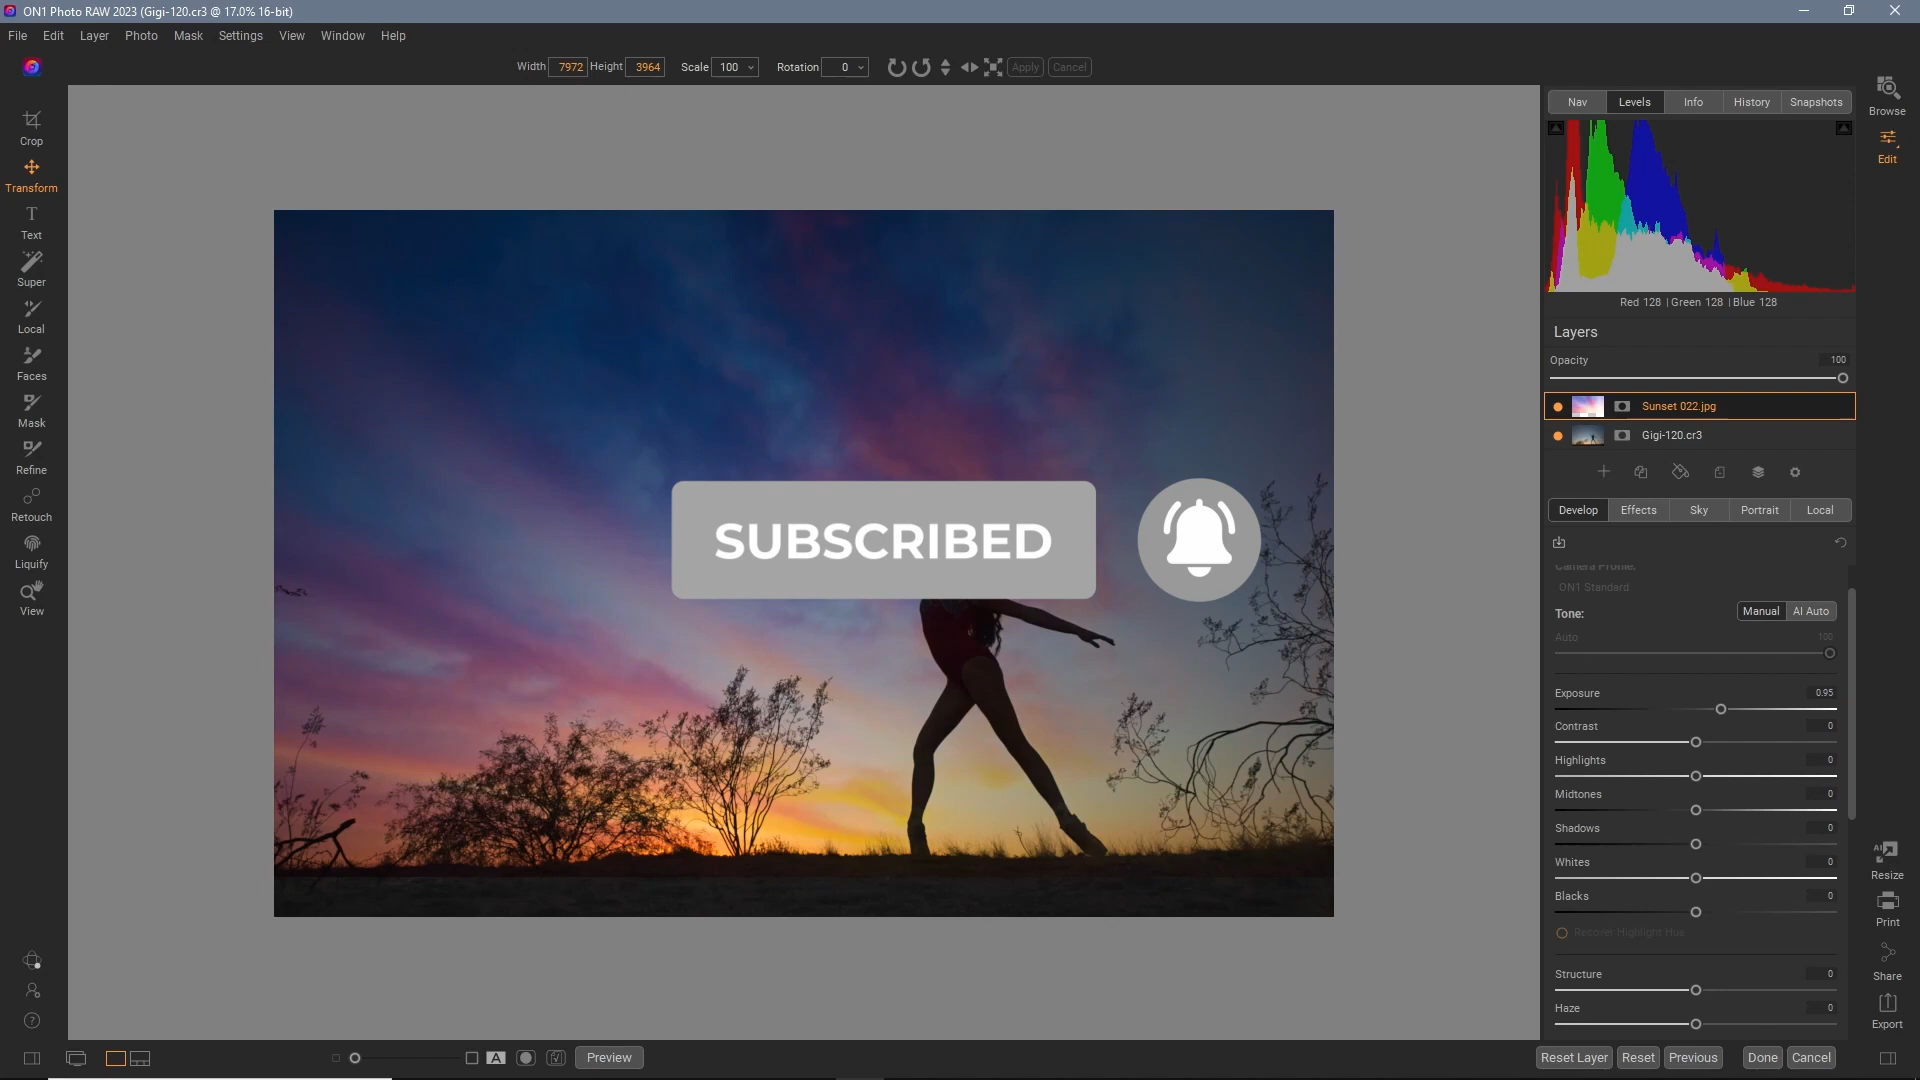 ON1 Photo RAW 2023 (Gigi-120.cr3 @ 17.0% 16-bit)
File Edit Layer Photo Mask Settings View Window Help
Width 7972 Height 3964 Scale 100 Rotation 0 Apply Cancel
Crop
Transform
Text
Super
Local
Faces
Mask
Refine
Retouch
Liquify
View
SUBSCRIBED
Nav Levels Info History Snapshots
Red 128 | Green 128 | Blue 128
Layers
Opacity 100
Sunset 022.jpg
Gigi-120.cr3
Develop Effects Sky Portrait Local
Camera Profile:
ON1 Standard
Tone: Manual AI Auto
Auto 100
Exposure 0.95
Contrast 0
Highlights 0
Midtones 0
Shadows 0
Whites 0
Blacks 0
Recover Highlight Hue
Structure 0
Haze 0
Browse
Edit
AI
Resize
Print
Share
Export
A Preview
Reset Layer Reset Previous Done Cancel